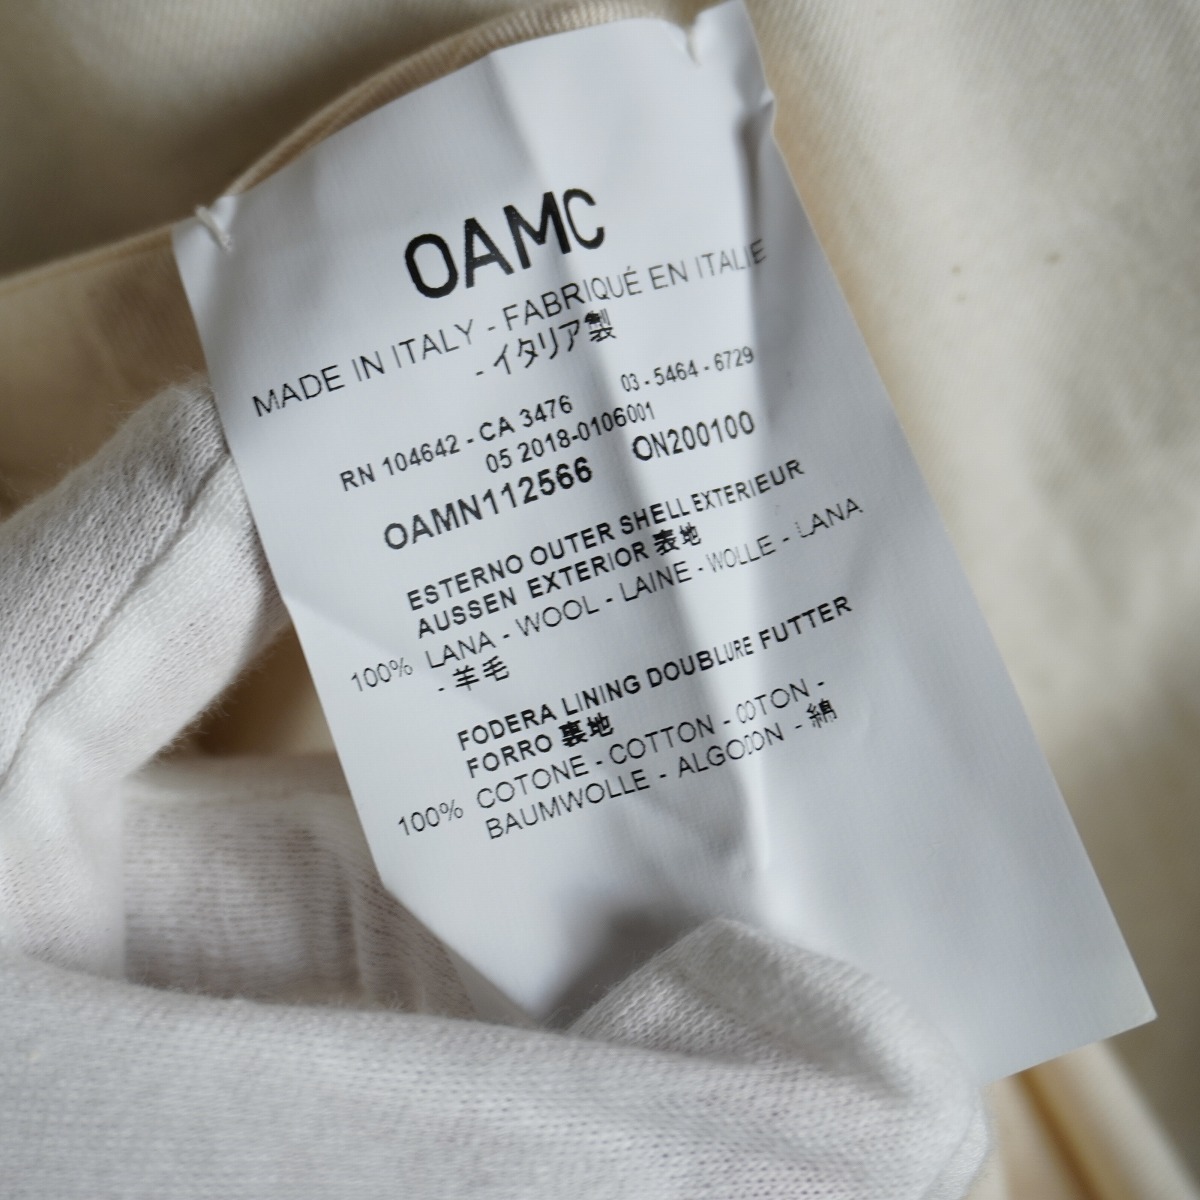 OAMC
MADE IN ITALY - FABRIQUÉ EN ITALIE
- イタリア製
RN 104642 - CA 3476 03 - 5464 - 6729
05 2018-0106001
OAMN112566 ON200100
ESTERNO OUTER SHELL EXTERIEUR
AUSSEN EXTERIOR 表地
100% LANA - WOOL - LAINE - WOLLE - LANA
- 羊毛
FODERA LINING DOUBLURE FUTTER
FORRO 裏地
100% COTONE - COTTON - COTON -
BAUMWOLLE - ALGODON - 綿